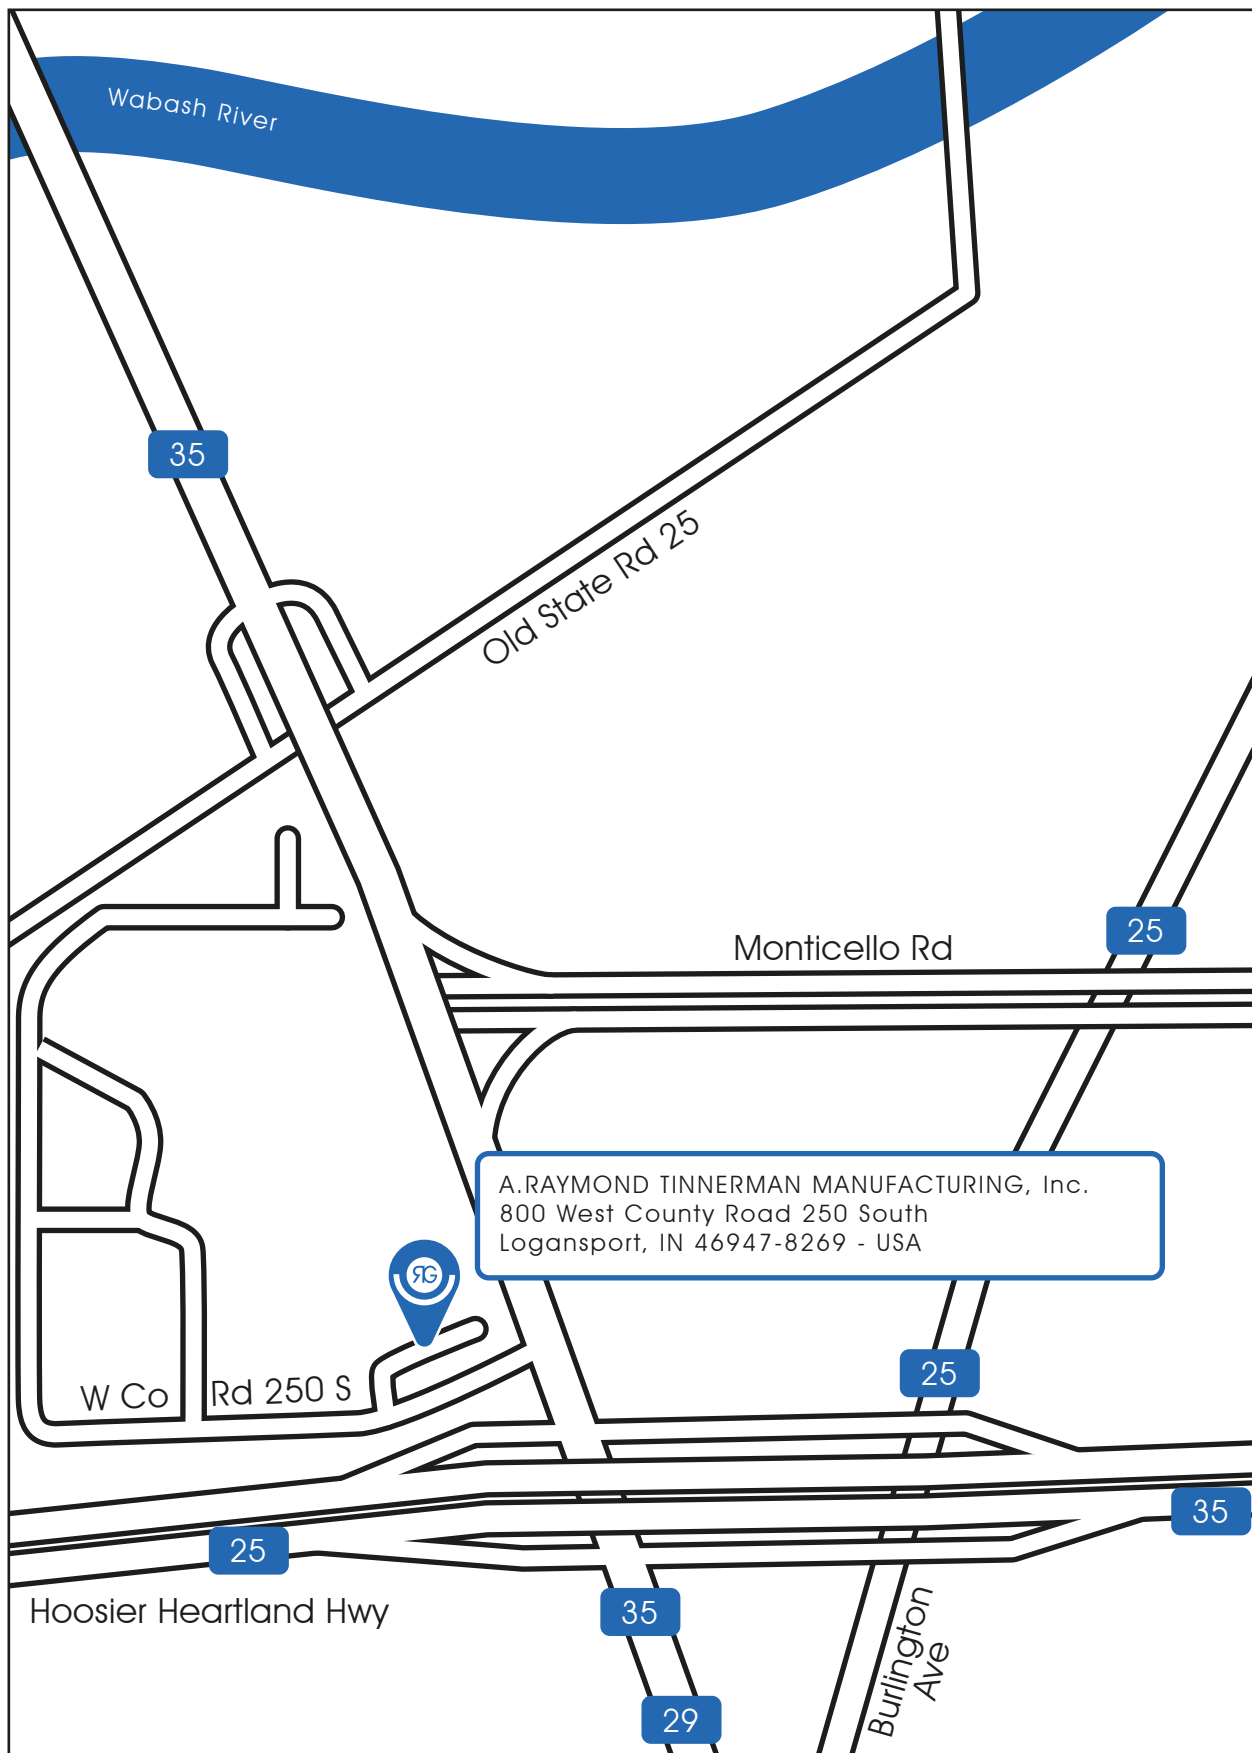 Wabash River
35
Old State Rd 25
25
Monticello Rd
A.RAYMOND TINNERMAN MANUFACTURING, Inc.
800 West County Road 250 South
Logansport, IN 46947-8269 - USA
RG
25
W Co Rd 250 S
35
25
Hoosier Heartland Hwy
35
Burlington
Ave
29